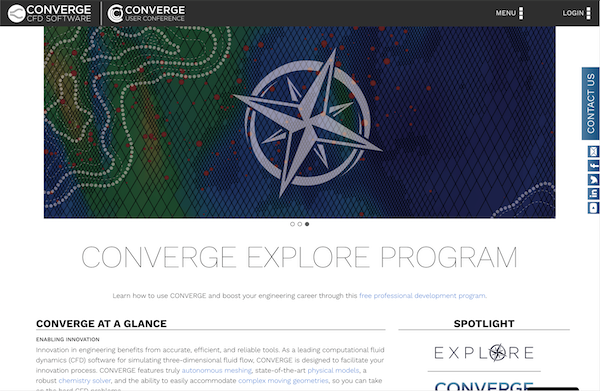 CONVERGE
CFD SOFTWARE
CONVERGE
USER CONFERENCE
MENU
LOGIN
CONTACT US
CONVERGE EXPLORE PROGRAM
Learn how to use CONVERGE and boost your engineering career through this free professional development program.
CONVERGE AT A GLANCE
ENABLING INNOVATION
Innovation in engineering benefits from accurate, efficient, and reliable tools. As a leading computational fluid
dynamics (CFD) software for simulating three-dimensional fluid flow, CONVERGE is designed to facilitate your
innovation process. CONVERGE features truly autonomous meshing, state-of-the-art physical models, a
robust chemistry solver, and the ability to easily accommodate complex moving geometries, so you can take
on the hard CFD problems.
SPOTLIGHT
EXPLORE
CONVERGE